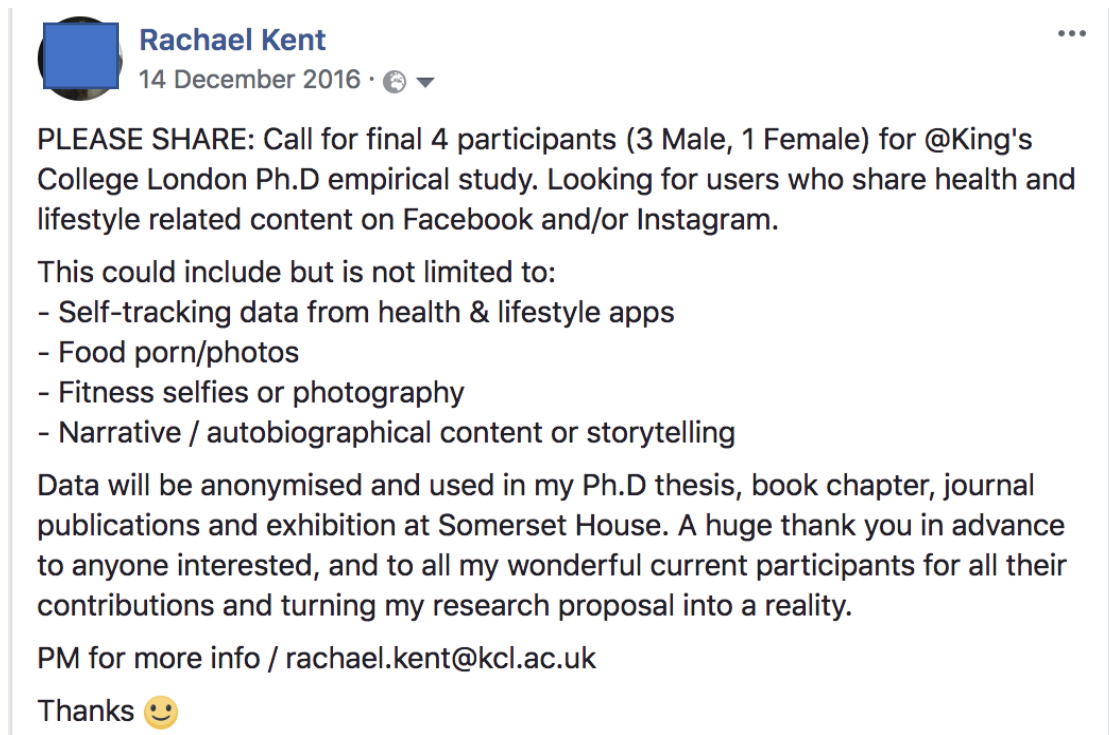 Rachael Kent
14 December 2016 ·
PLEASE SHARE: Call for final 4 participants (3 Male, 1 Female) for @King's
College London Ph.D empirical study. Looking for users who share health and
lifestyle related content on Facebook and/or Instagram.
This could include but is not limited to:
- Self-tracking data from health & lifestyle apps
- Food porn/photos
- Fitness selfies or photography
- Narrative / autobiographical content or storytelling
Data will be anonymised and used in my Ph.D thesis, book chapter, journal
publications and exhibition at Somerset House. A huge thank you in advance
to anyone interested, and to all my wonderful current participants for all their
contributions and turning my research proposal into a reality.
PM for more info / rachael.kent@kcl.ac.uk
Thanks 🙂